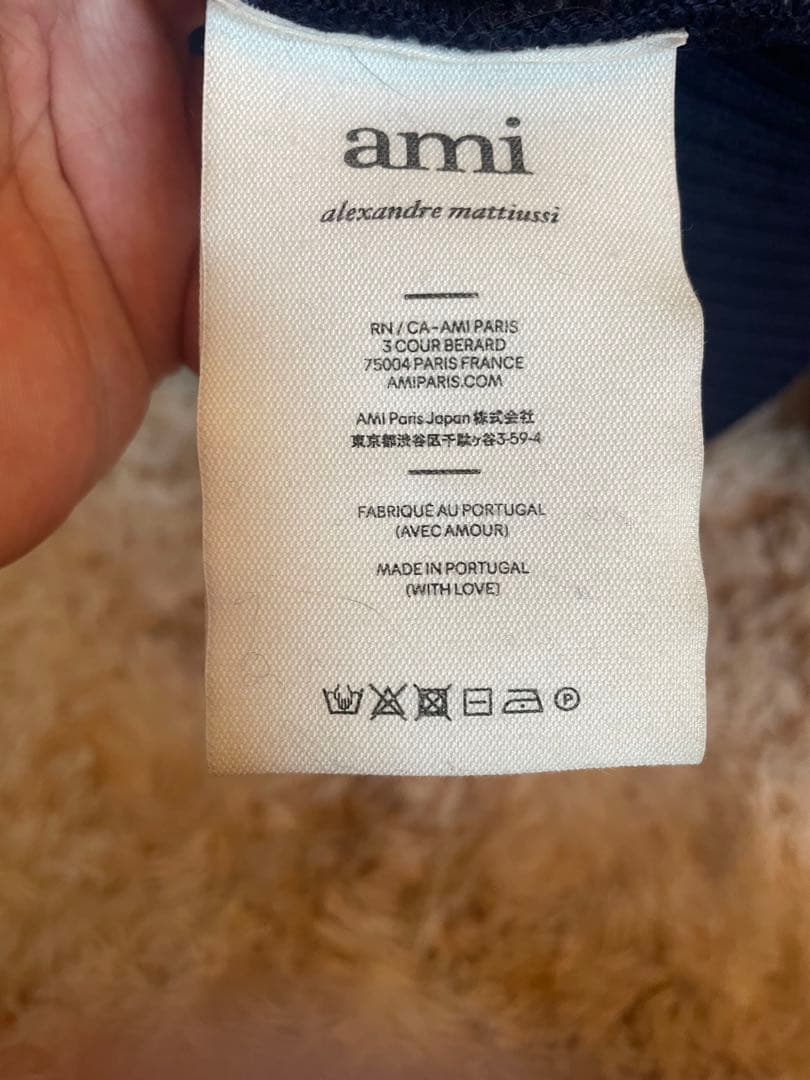 ami
alexandre mattiussi
RN / CA-AMI PARIS
3 COUR BERARD
75004 PARIS FRANCE
AMIPARIS.COM
AMI Paris Japan 株式会社
東京都渋谷区千駄ヶ谷3-59-4
FABRIQUÉ AU PORTUGAL
(AVEC AMOUR)
MADE IN PORTUGAL
(WITH LOVE)
P